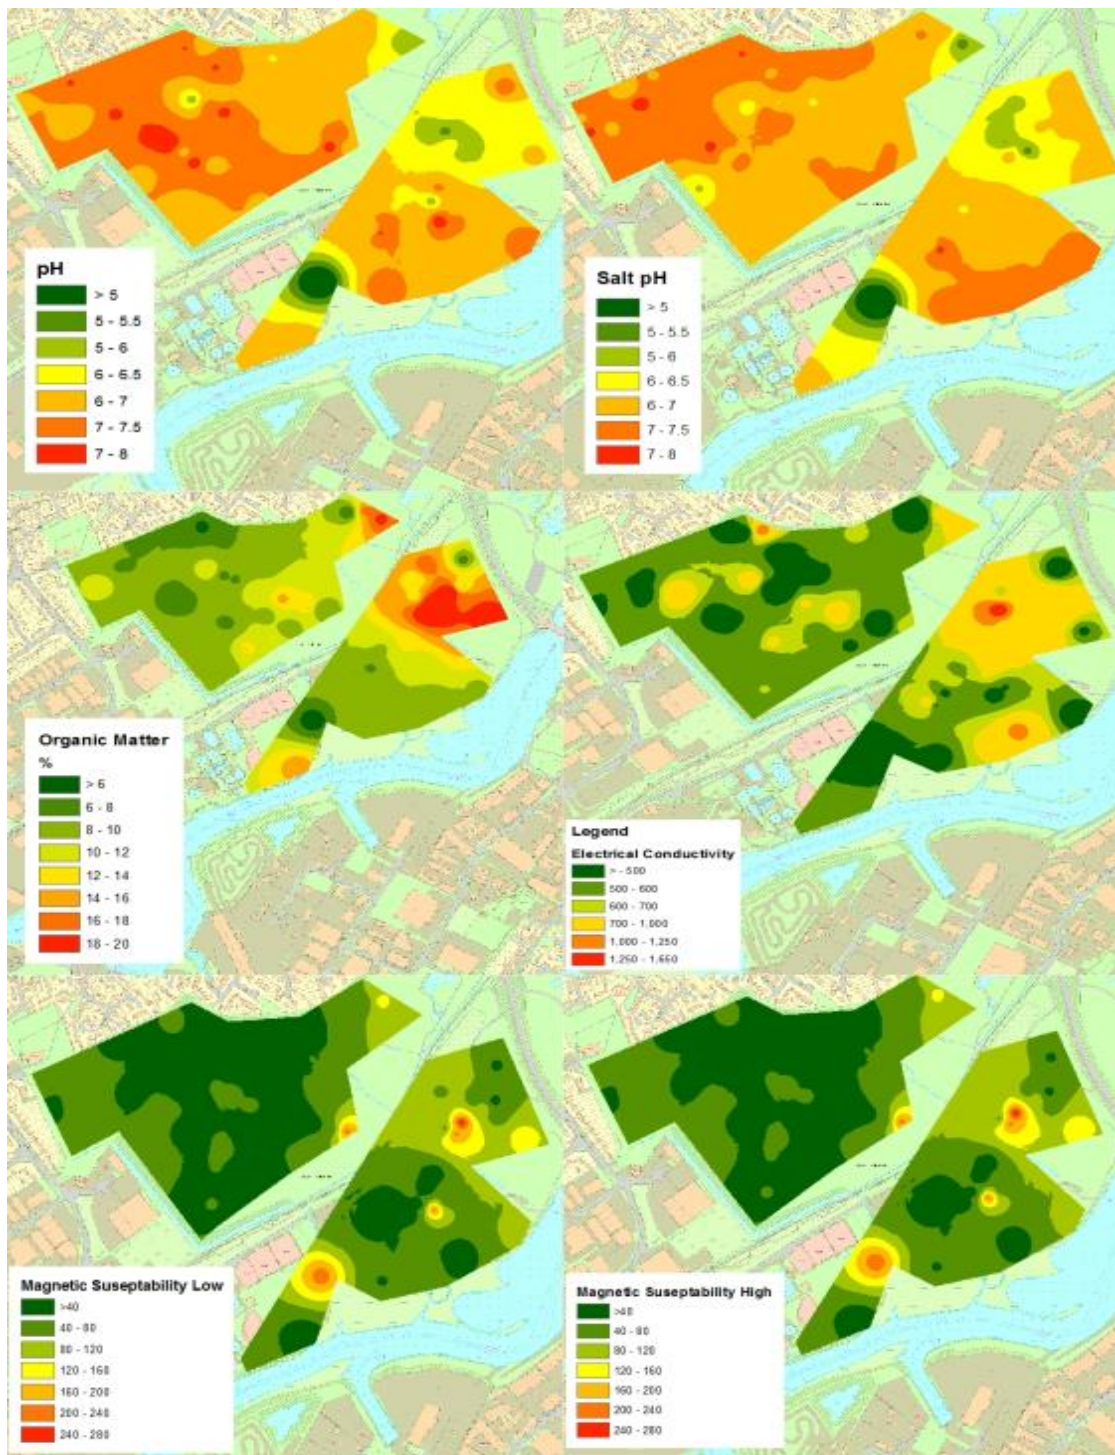 pH
> 5
5 - 5.5
5 - 6
6 - 6.5
6 - 7
7 - 7.5
7 - 8
Salt pH
> 5
5 - 5.5
5 - 6
6 - 6.5
6 - 7
7 - 7.5
7 - 8
Organic Matter
%
> 6
6 - 8
8 - 10
10 - 12
12 - 14
14 - 16
16 - 18
18 - 20
Legend
Electrical Conductivity
> - 500
500 - 600
600 - 700
700 - 1,000
1,000 - 1,250
1,250 - 1,650
Magnetic Suseptability Low
>40
40 - 80
80 - 120
120 - 160
160 - 200
200 - 240
240 - 280
Magnetic Suseptability High
>40
40 - 80
80 - 120
120 - 160
160 - 200
200 - 240
240 - 280